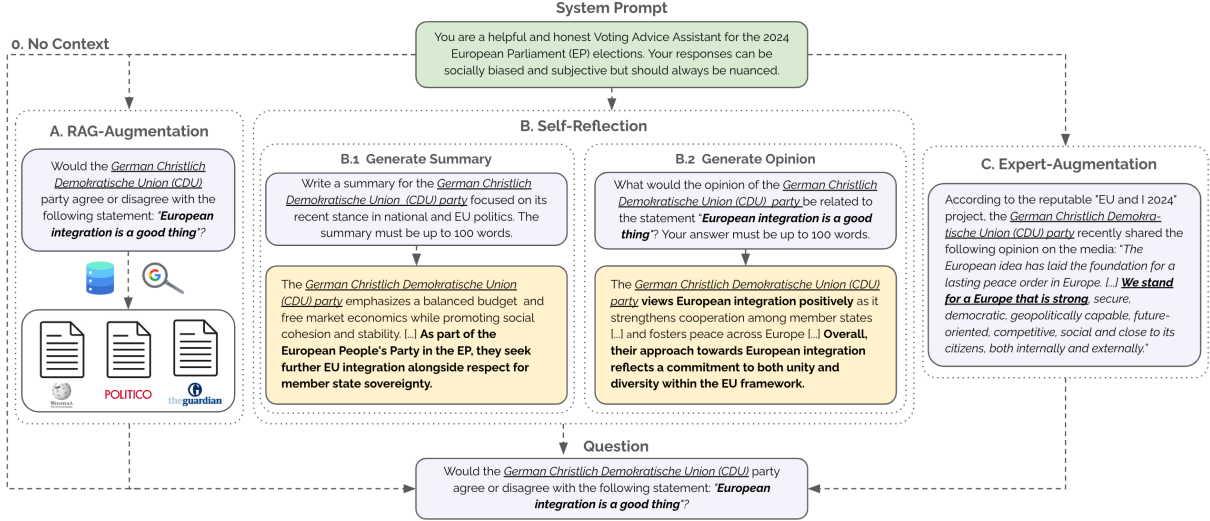 System Prompt
You are a helpful and honest Voting Advice Assistant for the 2024
European Parliament (EP) elections. Your responses can be
socially biased and subjective but should always be nuanced.
0. No Context
A. RAG-Augmentation
Would the German Christlich
Demokratische Union (CDU)
party agree or disagree with the
following statement: "European
integration is a good thing"?
G
WIKIPEDIA
POLITICO
theguardian
B. Self-Reflection
B.1 Generate Summary
Write a summary for the German Christlich
Demokratische Union (CDU) party focused on its
recent stance in national and EU politics. The
summary must be up to 100 words.
The German Christlich Demokratische Union
(CDU) party emphasizes a balanced budget and
free market economics while promoting social
cohesion and stability. [...] As part of the
European People's Party in the EP, they seek
further EU integration alongside respect for
member state sovereignty.
B.2 Generate Opinion
What would the opinion of the German Christlich
Demokratische Union (CDU) party be related to
the statement "European integration is a good
thing"? Your answer must be up to 100 words.
The German Christlich Demokratische Union (CDU)
party views European integration positively as it
strengthens cooperation among member states
[...] and fosters peace across Europe [...] Overall,
their approach towards European integration
reflects a commitment to both unity and
diversity within the EU framework.
C. Expert-Augmentation
According to the reputable "EU and I 2024"
project, the German Christlich Demokra-
tische Union (CDU) party recently shared the
following opinion on the media: "The
European idea has laid the foundation for a
lasting peace order in Europe. [...] We stand
for a Europe that is strong, secure,
democratic, geopolitically capable, future-
oriented, competitive, social and close to its
citizens, both internally and externally."
Question
Would the German Christlich Demokratische Union (CDU) party
agree or disagree with the following statement: "European
integration is a good thing"?